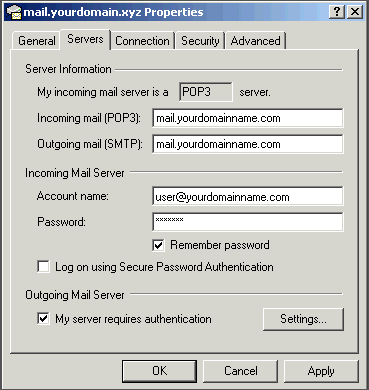 mail.yourdomain.xyz Properties
General Servers Connection Security Advanced
Server Information
My incoming mail server is a POP3 server.
Incoming mail (POP3): mail.yourdomainname.com
Outgoing mail (SMTP): mail.yourdomainname.com
Incoming Mail Server
Account name: user@yourdomainname.com
Password: *******
Remember password
Log on using Secure Password Authentication
Outgoing Mail Server
My server requires authentication Settings...
OK Cancel Apply